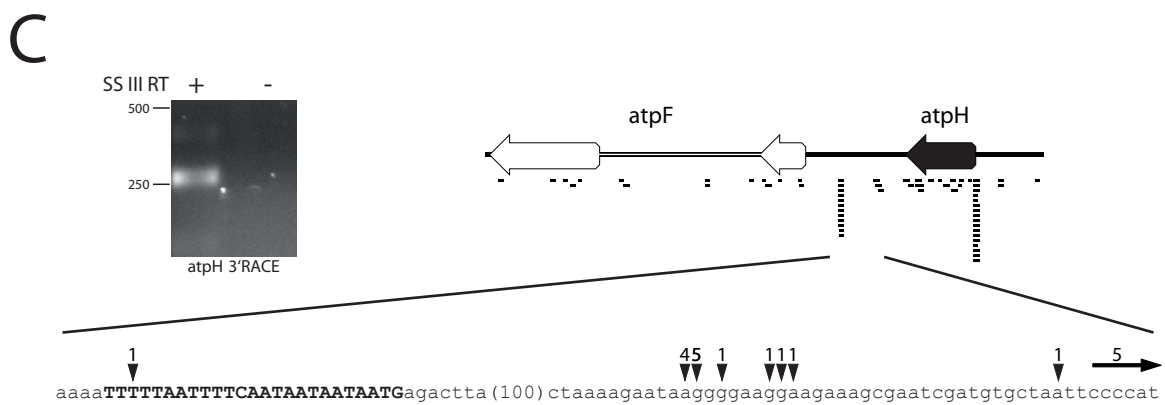 C
SS III RT + -
500
250
atpH 3'RACE
atpF atpH
1 4 5 1 1 1 1 1 5
aaaaTTTTTAATTTTCAATAATAATAATGagactta(100)ctaaaagaataaggggaaggaagaaagcgaatcgatgtgctaattccccat